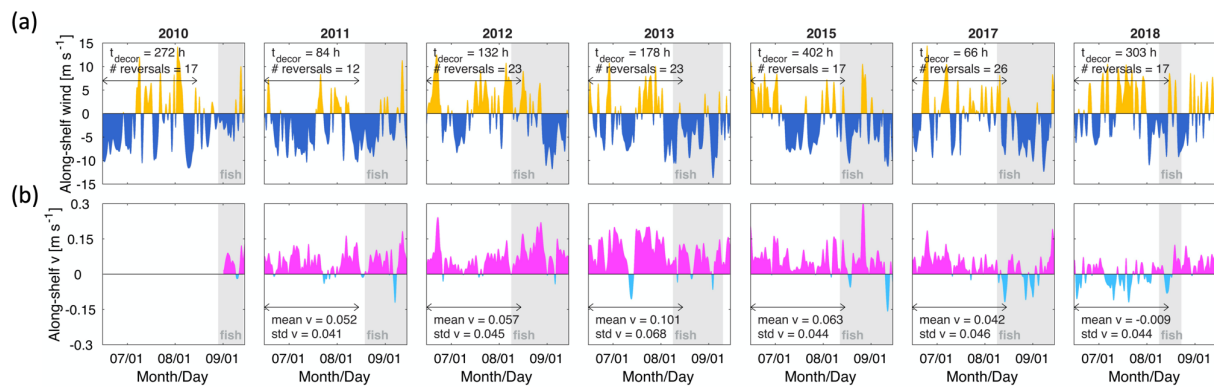 (a)
2010 2011 2012 2013 2015 2017 2018
Along-shelf wind [m s-1]
15
10
5
0
-5
-10
-15
tdecor = 272 h
# reversals = 17
fish
tdecor = 84 h
# reversals = 12
fish
tdecor = 132 h
# reversals = 23
fish
tdecor = 178 h
# reversals = 23
fish
tdecor = 402 h
# reversals = 17
fish
tdecor = 66 h
# reversals = 26
fish
tdecor = 303 h
# reversals = 17
fish
(b)
Along-shelf v [m s-1]
0.3
0.15
0
-0.15
-0.3
fish
mean v = 0.052
std v = 0.041
fish
mean v = 0.057
std v = 0.045
fish
mean v = 0.101
std v = 0.068
fish
mean v = 0.063
std v = 0.044
fish
mean v = 0.042
std v = 0.046
fish
mean v = -0.009
std v = 0.044
fish
07/01 08/01 09/01 07/01 08/01 09/01 07/01 08/01 09/01 07/01 08/01 09/01 07/01 08/01 09/01 07/01 08/01 09/01 07/01 08/01 09/01
Month/Day Month/Day Month/Day Month/Day Month/Day Month/Day Month/Day